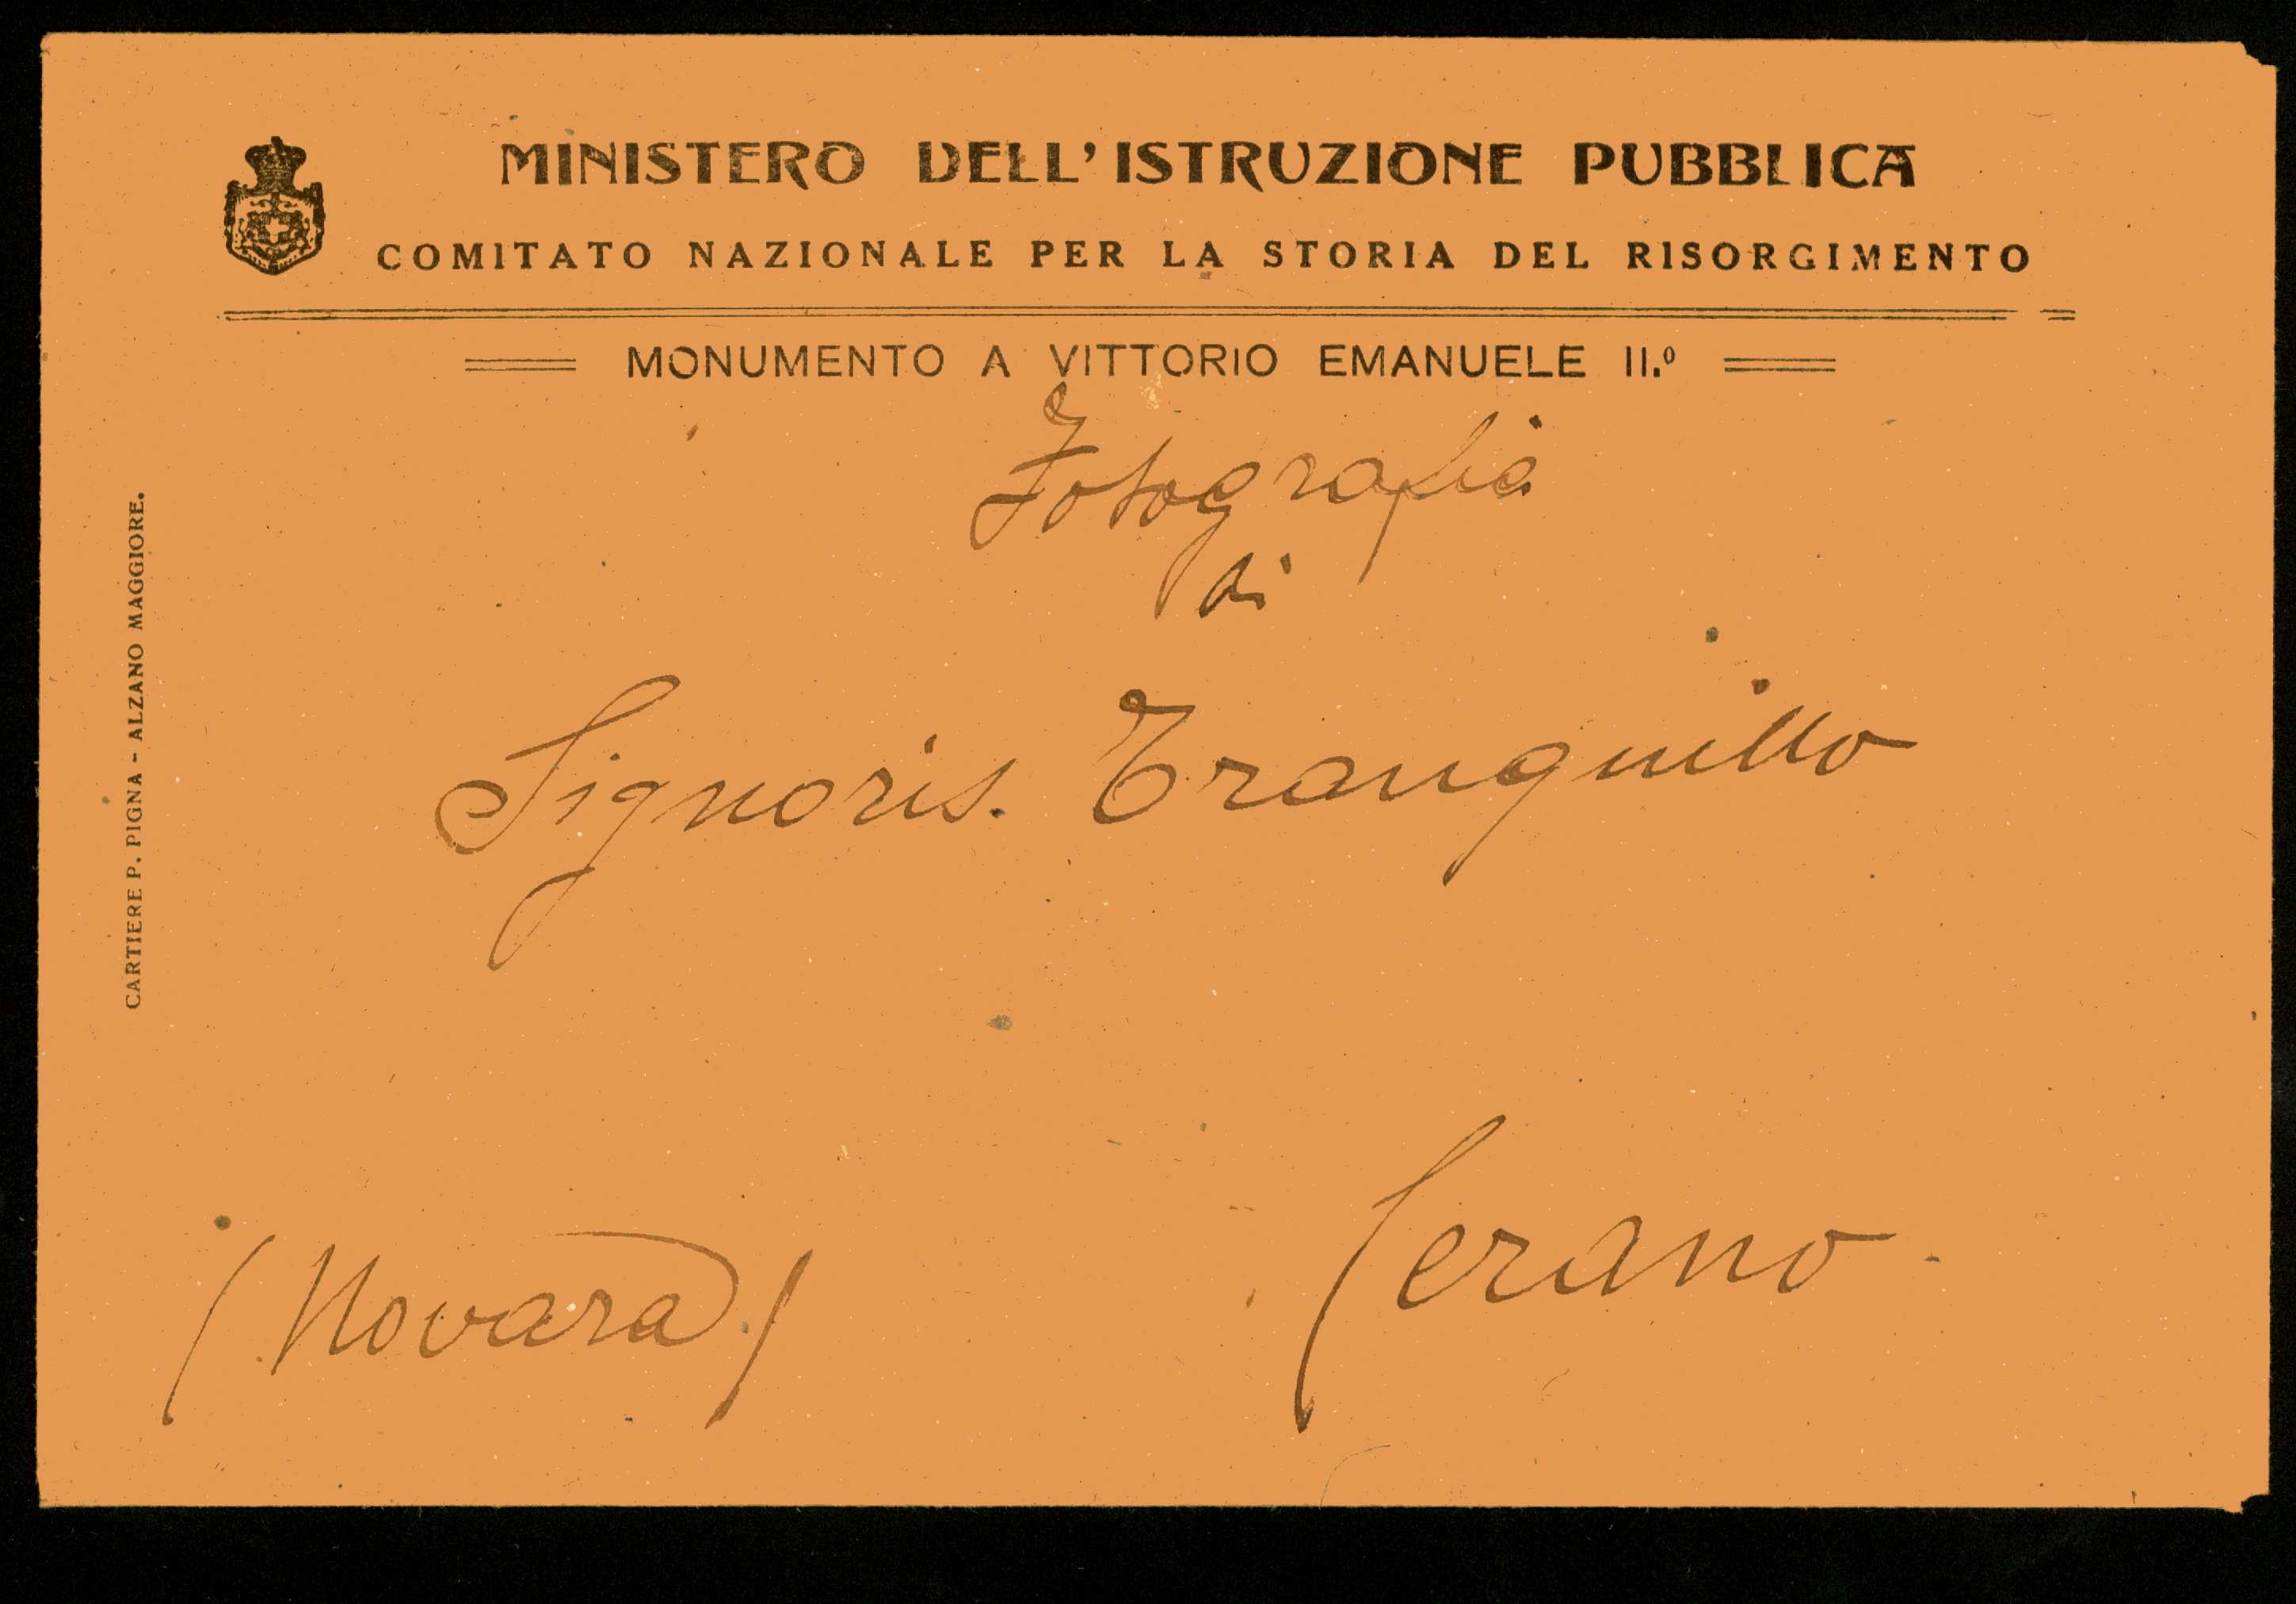 MINISTERO DELL'ISTRUZIONE PUBBLICA
COMITATO NAZIONALE PER LA STORIA DEL RISORGIMENTO
MONUMENTO A VITTORIO EMANUELE II.º
Fotografia
di
Signoris. Tranquillo
Cerano
(Novara)
CARTIERE P. PIGNA - ALZANO MAGGIORE.